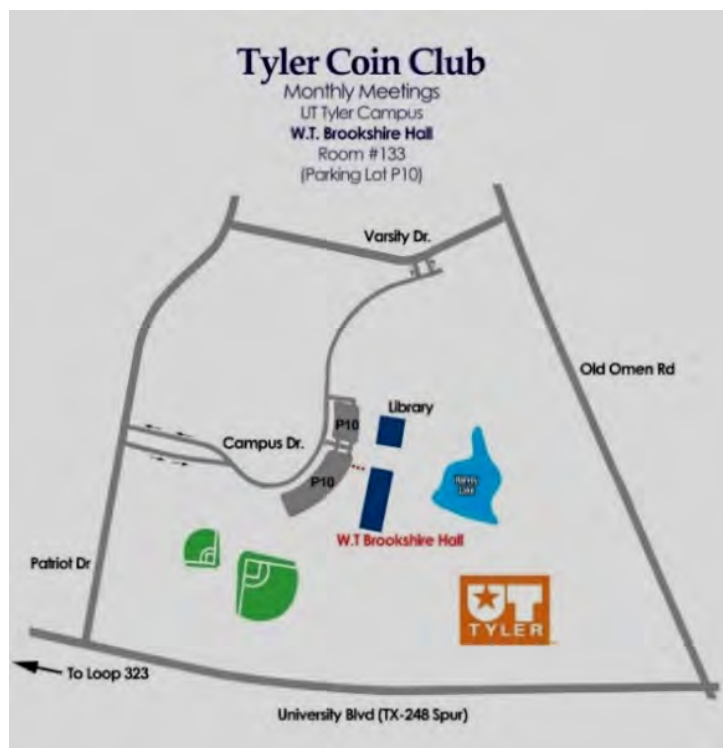 Tyler Coin Club
Monthly Meetings
UT Tyler Campus
W.T. Brookshire Hall
Room #133
(Parking Lot P10)
Varsity Dr.
Old Omen Rd
Library
P10
Campus Dr.
P10
Harvey
Lake
W.T Brookshire Hall
Patriot Dr
UT
TYLER
To Loop 323
University Blvd (TX-248 Spur)